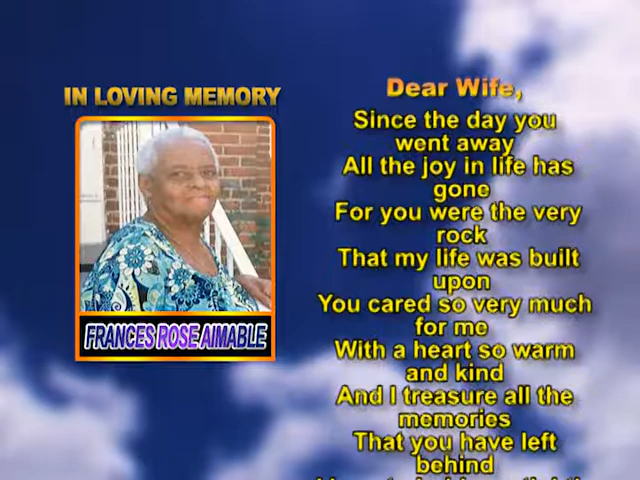 IN LOVING MEMORY
FRANCES ROSE AIMABLE
Dear Wife,
Since the day you
went away
All the joy in life has
gone
For you were the very
rock
That my life was built
upon
You cared so very much
for me
With a heart so warm
and kind
And I treasure all the
memories
That you have left
behind